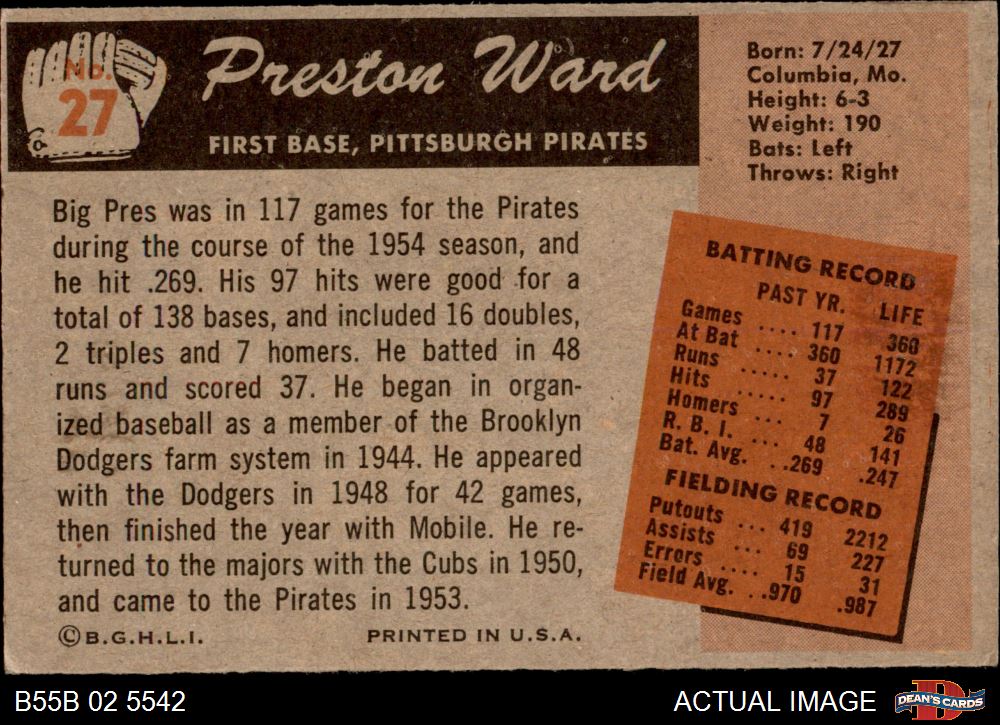 No.
27
Preston Ward
FIRST BASE, PITTSBURGH PIRATES
Born: 7/24/27
Columbia, Mo.
Height: 6-3
Weight: 190
Bats: Left
Throws: Right
Big Pres was in 117 games for the Pirates
during the course of the 1954 season, and
he hit .269. His 97 hits were good for a
total of 138 bases, and included 16 doubles,
2 triples and 7 homers. He batted in 48
runs and scored 37. He began in organ-
ized baseball as a member of the Brooklyn
Dodgers farm system in 1944. He appeared
with the Dodgers in 1948 for 42 games,
then finished the year with Mobile. He re-
turned to the majors with the Cubs in 1950,
and came to the Pirates in 1953.
©B.G.H.L.I. PRINTED IN U.S.A.
BATTING RECORD
PAST YR. LIFE
Games .... 117 360
At Bat .... 360 1172
Runs ..... 37 122
Hits ..... 97 289
Homers ... 7 26
R. B. I. ... 48 141
Bat. Avg. . .269 .247
FIELDING RECORD
Putouts ... 419 2212
Assists ... 69 227
Errors .... 15 31
Field Avg. . .970 .987
B55B 02 5542 ACTUAL IMAGE
D
DEAN'S CARDS